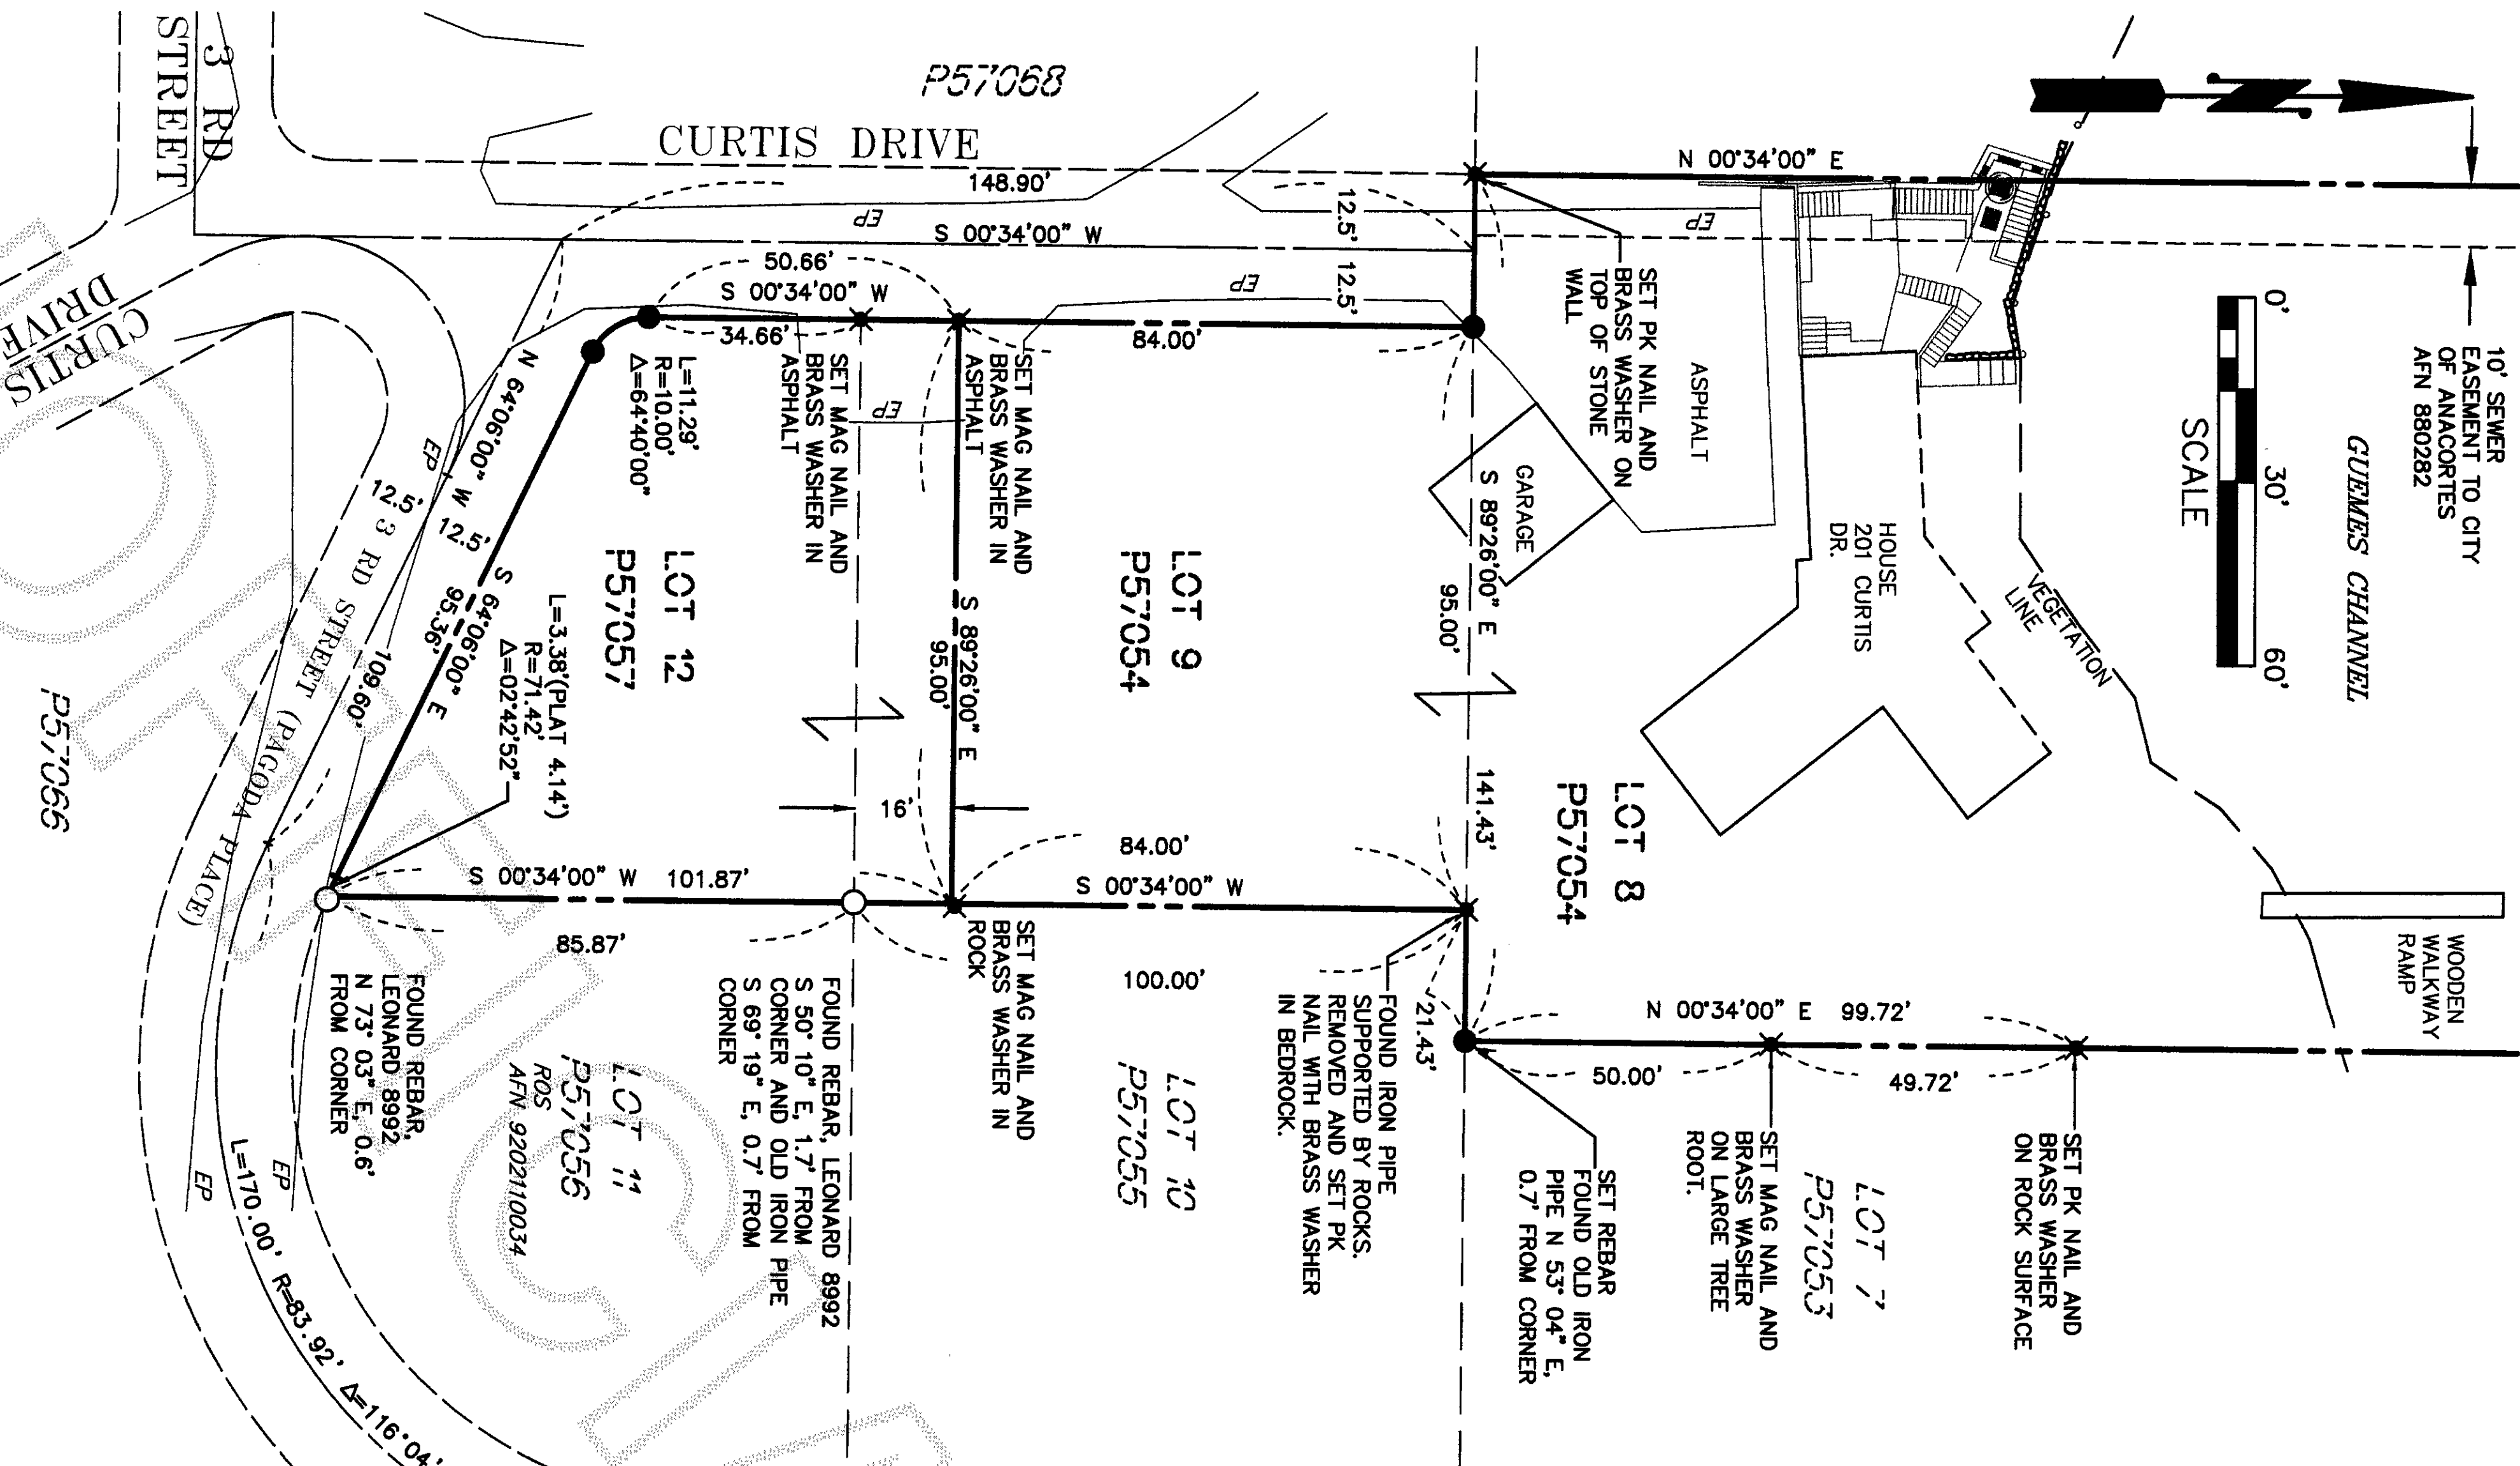 10' SEWER
EASEMENT TO CITY
OF ANACORTES
AFN 880282
GUEMES CHANNEL
0' 30' 60'
SCALE
WOODEN
WALKWAY
RAMP
VEGETATION
LINE
N 00°34'00" E
HOUSE
201 CURTIS
DR.
EP
ASPHALT
GARAGE
SET PK NAIL AND
BRASS WASHER ON
TOP OF STONE
WALL
LOT 8
P57054
SET PK NAIL AND
BRASS WASHER
ON ROCK SURFACE
49.72'
N 00°34'00" E 99.72'
50.00'
LOT 7
P57053
SET MAG NAIL AND
BRASS WASHER
ON LARGE TREE
ROOT.
SET REBAR
FOUND OLD IRON
PIPE N 53° 04" E,
0.7' FROM CORNER
S 89°26'00" E
95.00'
141.43'
21.43'
12.5' 12.5'
FOUND IRON PIPE
SUPPORTED BY ROCKS.
REMOVED AND SET PK
NAIL WTH BRASS WASHER
IN BEDROCK.
P57068
CURTIS DRIVE
148.90'
EP
S 00°34'00" W
EP
84.00'
LOT 9
P57054
84.00'
S 00°34'00" W
100.00'
LOT 10
P57055
SET MAG NAIL AND
BRASS WASHER IN
ASPHALT
S 89°26'00" E
95.00'
SET MAG NAIL AND
BRASS WASHER IN
ROCK
50.66'
S 00°34'00" W
34.66'
EP
SET MAG NAIL AND
BRASS WASHER IN
ASPHALT
16'
FOUND REBAR, LEONARD 8992
S 50° 10" E, 1.7' FROM
CORNER AND OLD IRON PIPE
S 69° 19" E, 0.7' FROM
CORNER
L=11.29'
R=10.00'
Δ=64°40'00"
LOT 12
P57057
L=3.38'(PLAT 4.14')
R=71.42'
Δ=02°42'52"
S 00°34'00" W 101.87'
85.87'
LOT 11
P57056
ROS
AFN 9202110034
FOUND REBAR,
LEONARD 8992
N 73° 03" E, 0.6'
FROM CORNER
N 64°06'00" W
109.60'
S 64°06'00" E
95.36'
EP
12.5' 12.5'
3 RD STREET (PAGODA PLACE)
3 RD
STREET
CURTIS
DRIVE
P57066
EP
EP
L=170.00' R=83.92' Δ=116°04'